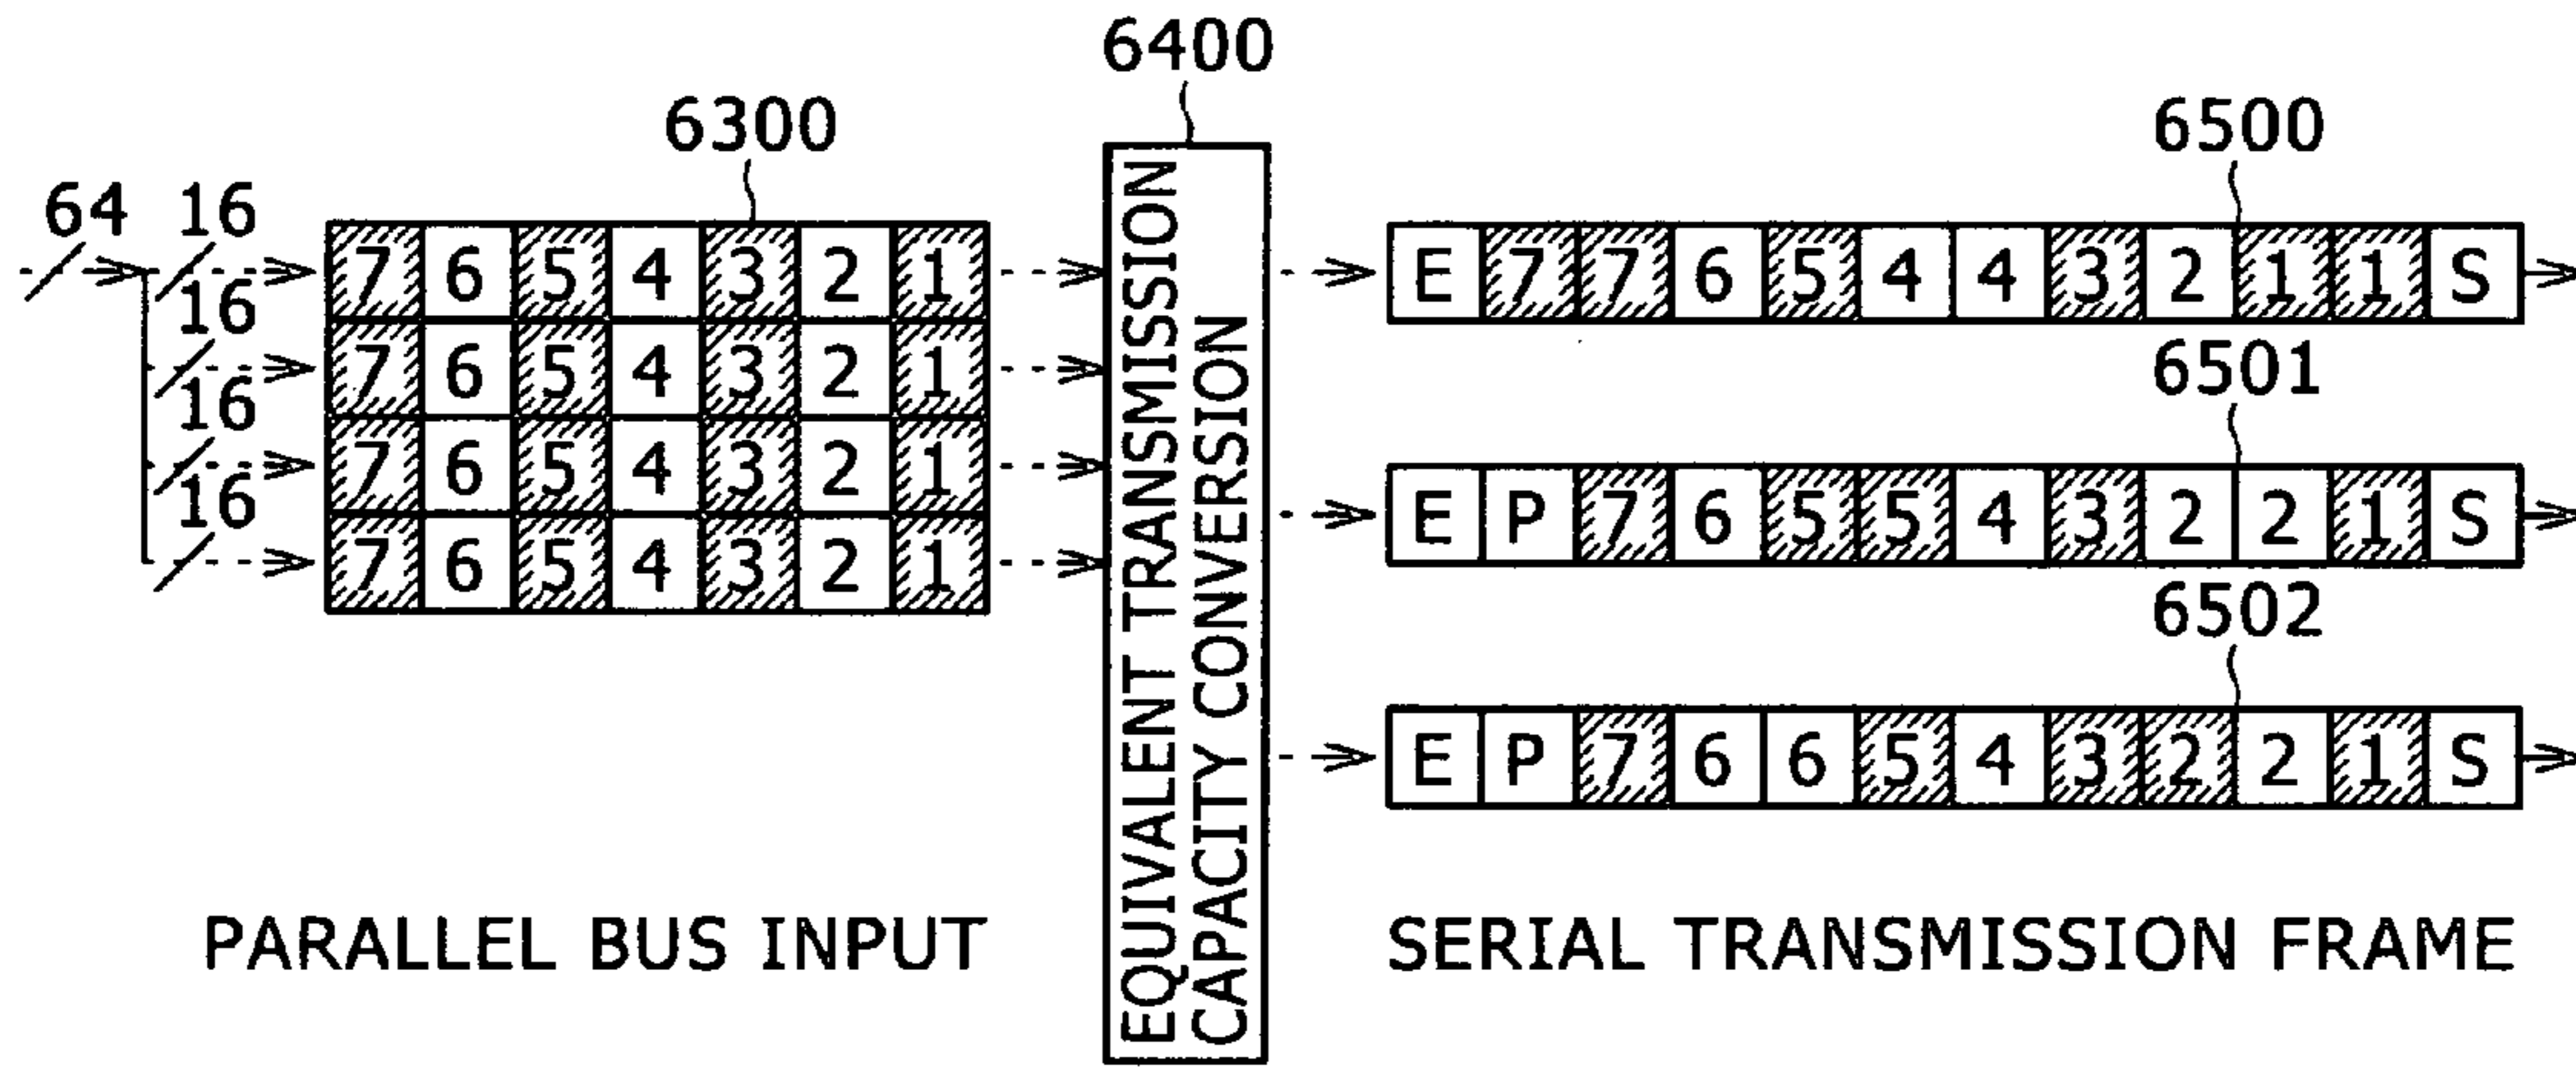 6400
6300
6500
64 16
7 6 5 4 3 2 1
E 7 7 6 5 4 4 3 2 1 1 S
16
7 6 5 4 3 2 1
6501
16
7 6 5 4 3 2 1
E P 7 6 5 5 4 3 2 2 1 S
16
7 6 5 4 3 2 1
6502
E P 7 6 6 5 4 3 2 2 1 S
EQUIVALENT TRANSMISSION
CAPACITY CONVERSION
PARALLEL BUS INPUT
SERIAL TRANSMISSION FRAME